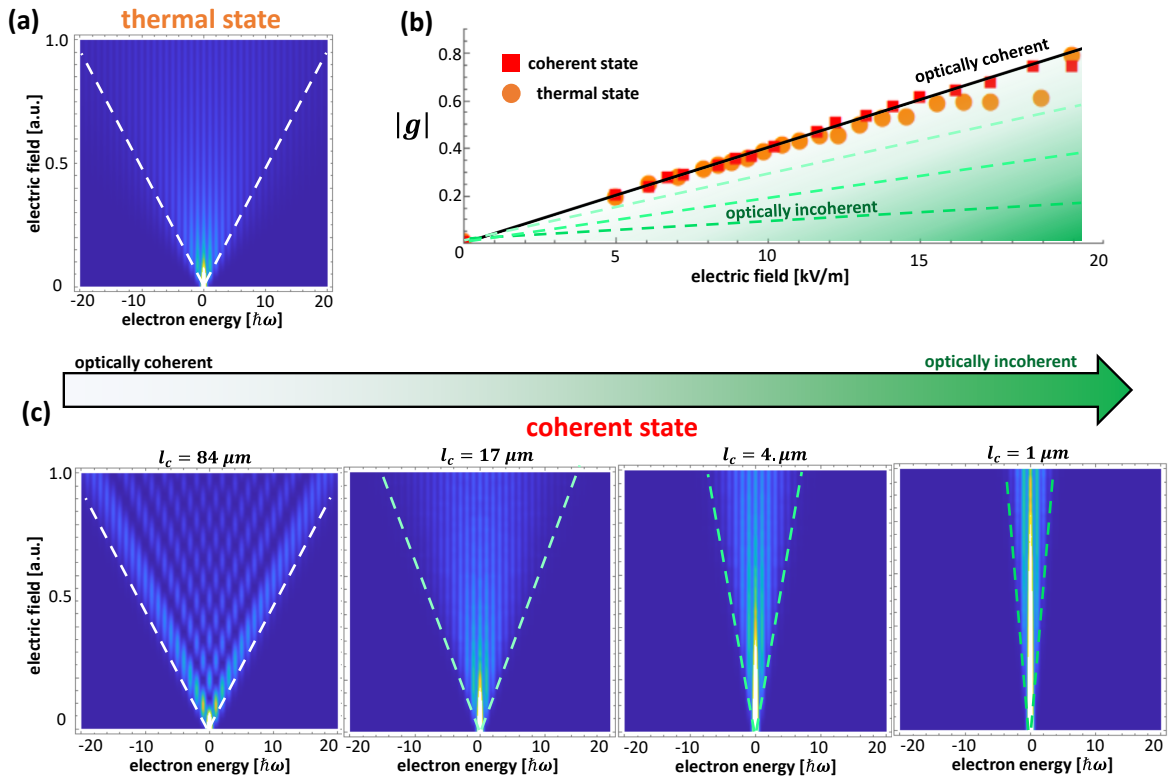 (a)
thermal state
1.0
0.5
0
electric field [a.u.]
-20
-10
0
10
20
electron energy [ℏω]
(b)
0.8
0.6
0.4
0.2
0
|g|
coherent state
thermal state
optically coherent
optically incoherent
5
10
15
20
electric field [kV/m]
optically coherent
optically incoherent
(c)
coherent state
l_c = 84 μm
1.0
0.5
0
electric field [a.u.]
-20
-10
0
10
20
electron energy [ℏω]
l_c = 17 μm
-20
-10
0
10
20
electron energy [ℏω]
l_c = 4. μm
-20
-10
0
10
20
electron energy [ℏω]
l_c = 1 μm
-20
-10
0
10
20
electron energy [ℏω]